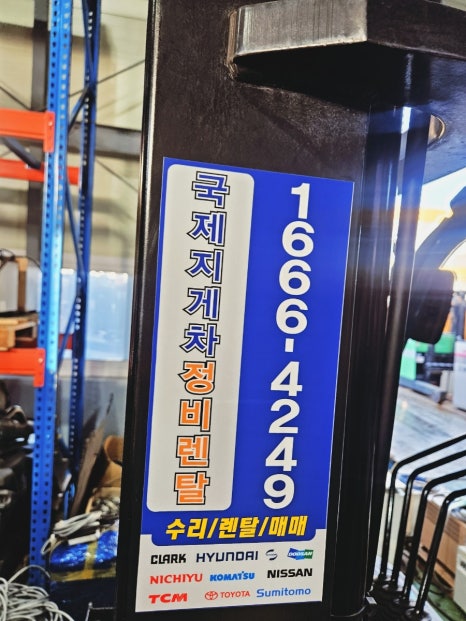 국제지게차정비렌탈
1666-4249
수리/렌탈/매매
CLARK HYUNDAI DOOSAN
NICHIYU KOMATSU NISSAN
TCM TOYOTA Sumitomo